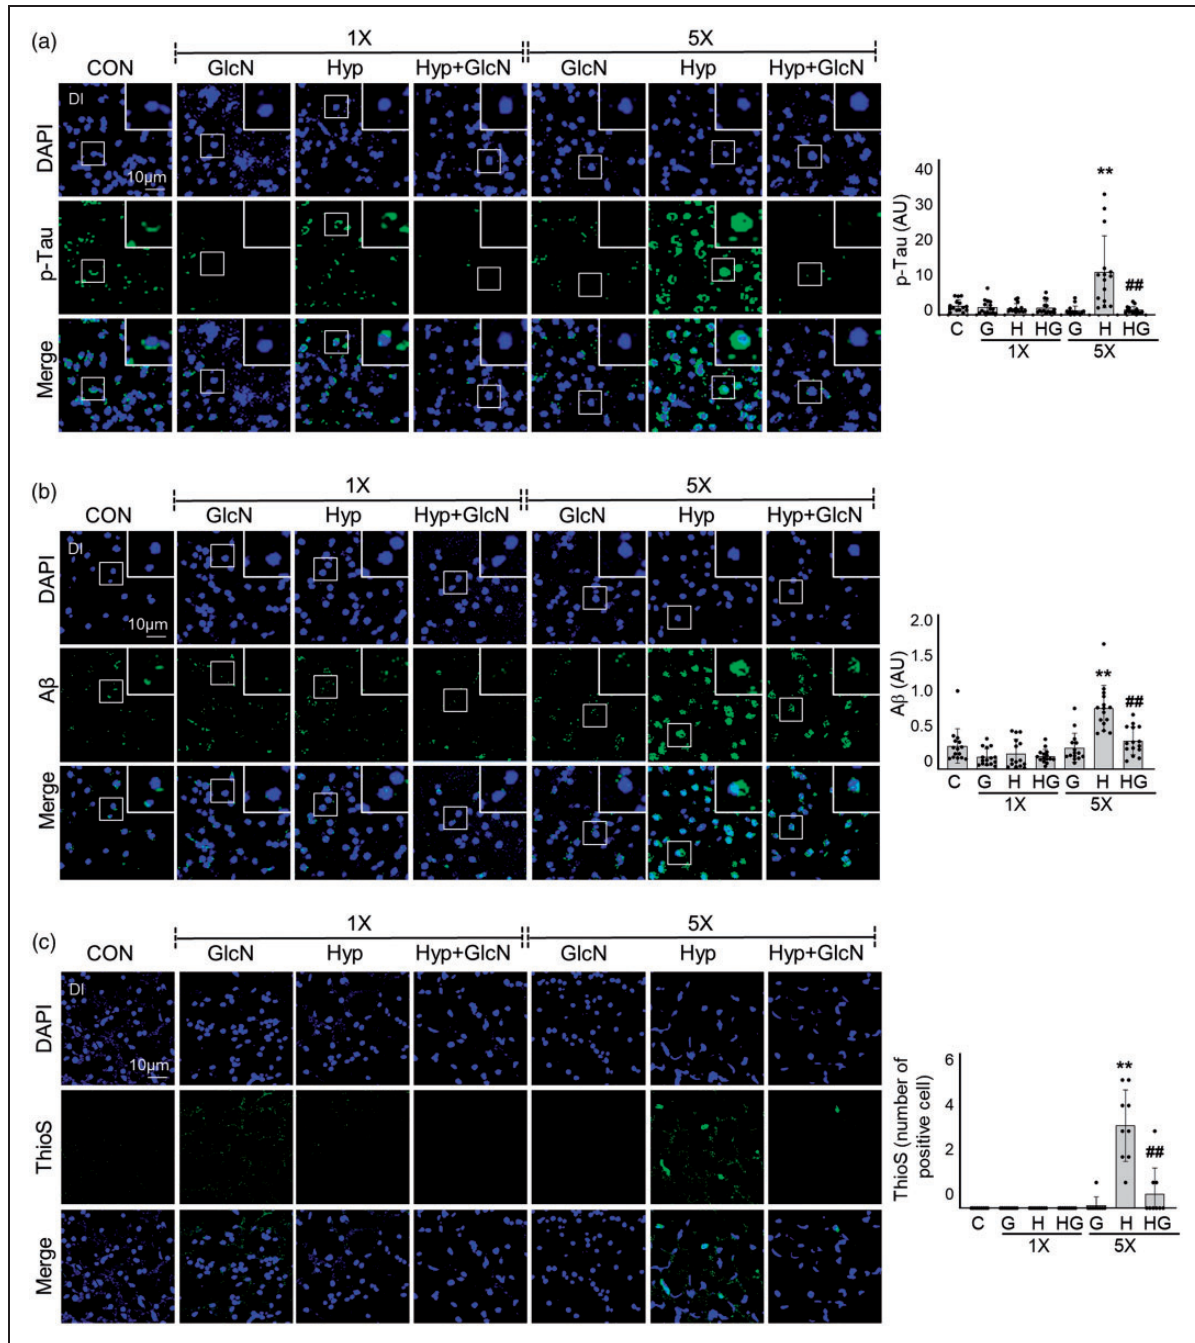 (a)
1X 5X
CON GlcN Hyp Hyp+GlcN GlcN Hyp Hyp+GlcN
DI
DAPI
10μm
p-Tau
Merge
p-Tau (AU)
40
30
20
10
0
**
##
C G H HG G H HG
1X 5X
(b)
1X 5X
CON GlcN Hyp Hyp+GlcN GlcN Hyp Hyp+GlcN
DI
DAPI
10μm
Aβ
Merge
Aβ (AU)
2.0
1.5
1.0
0.5
0
**
##
C G H HG G H HG
1X 5X
(c)
1X 5X
CON GlcN Hyp Hyp+GlcN GlcN Hyp Hyp+GlcN
DI
DAPI
10μm
ThioS
Merge
ThioS (number of
positive cell)
6
4
2
0
**
##
C G H HG G H HG
1X 5X